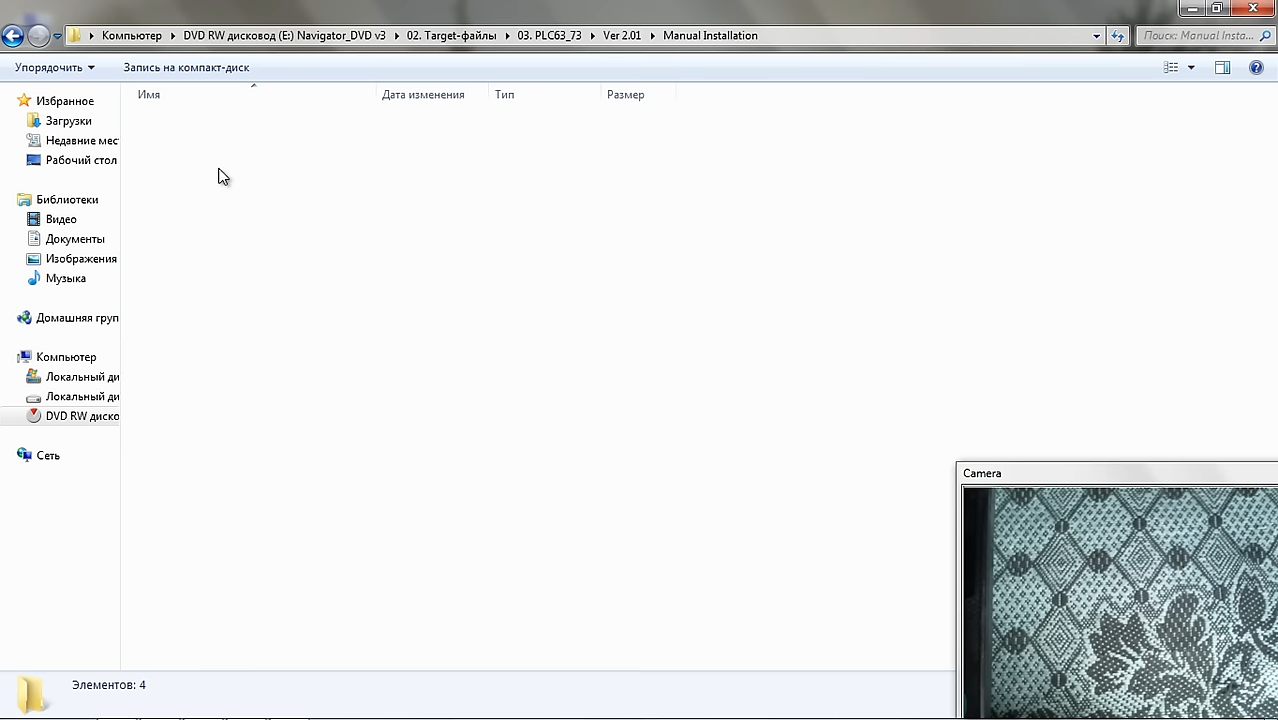 Компьютер DVD RW дисковод (E:) Navigator_DVD v3 02. Target-файлы 03. PLC63_73 Ver 2.01 Manual Installation Поиск: Manual Insta...
Упорядочить Запись на компакт-диск
Имя Дата изменения Тип Размер
Избранное
Загрузки
Недавние мес
Рабочий стол
Библиотеки
Видео
Документы
Изображения
Музыка
Домашняя груп
Компьютер
Локальный ди
Локальный ди
DVD RW диско
Сеть
Camera
Элементов: 4